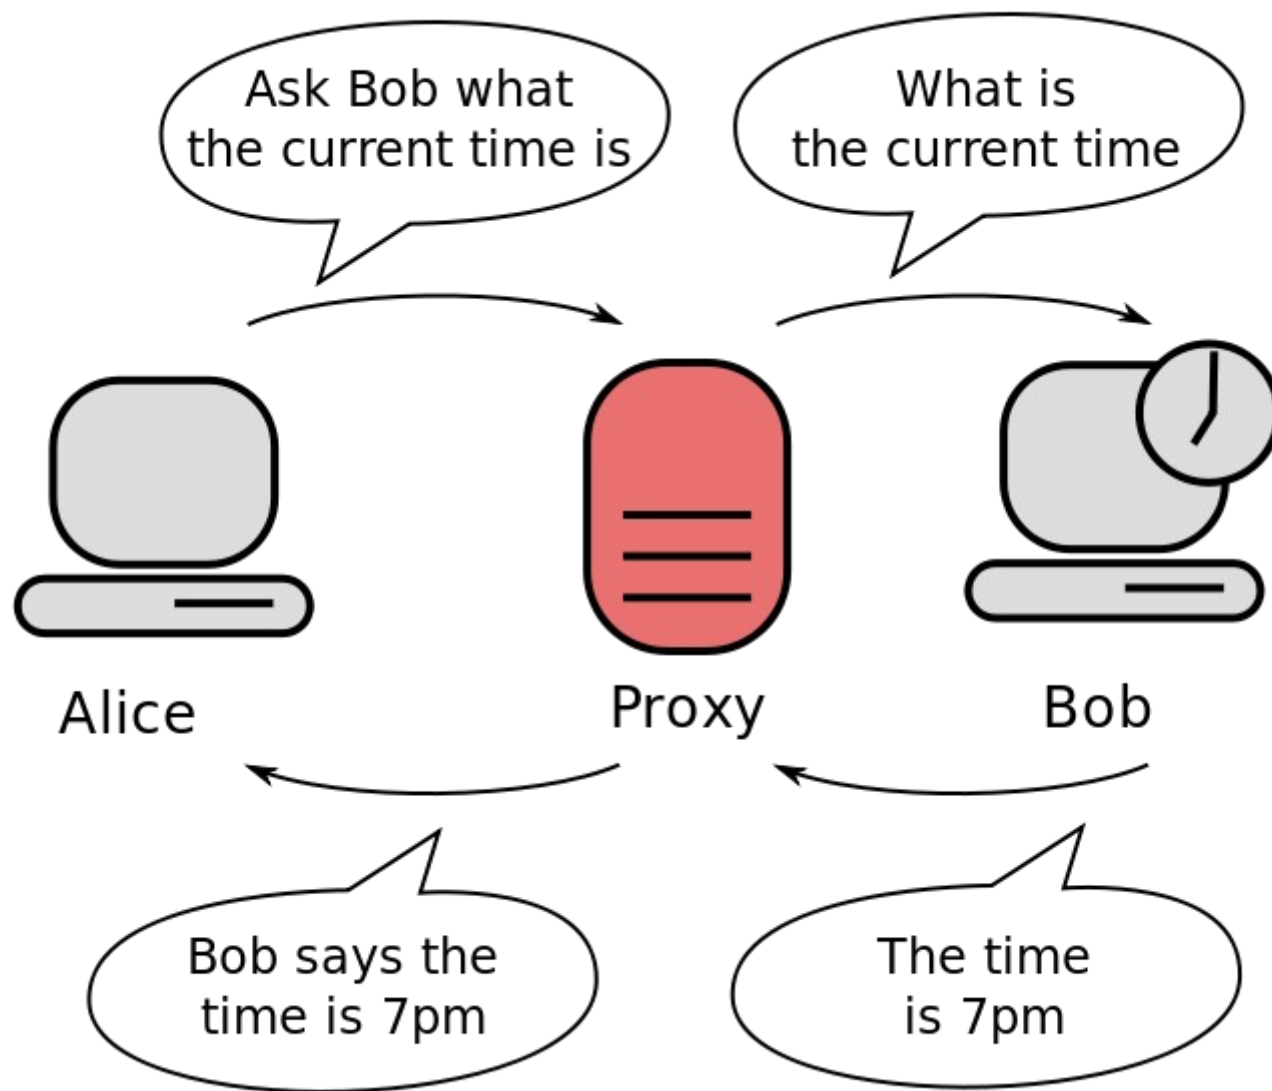 Ask Bob what
the current time is
What is
the current time
Alice
Proxy
Bob
Bob says the
time is 7pm
The time
is 7pm